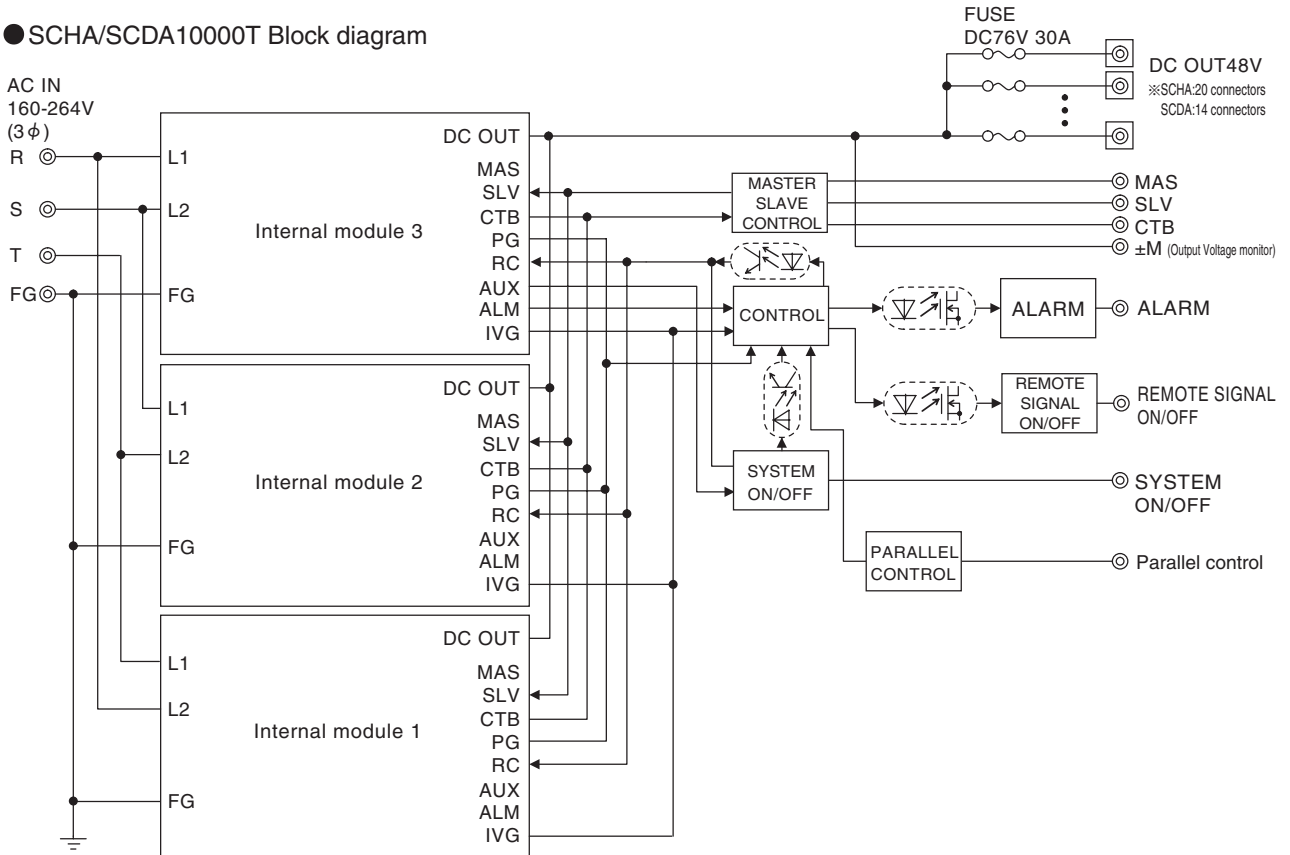 ●SCHA/SCDA10000T Block diagram
FUSE
DC76V 30A
DC OUT48V
※SCHA:20 connectors
SCDA:14 connectors
AC IN
160-264V
(3φ)
R
S
T
FG
L1
L2
FG
Internal module 3
DC OUT
MAS
SLV
CTB
PG
RC
AUX
ALM
IVG
L1
L2
FG
Internal module 2
DC OUT
MAS
SLV
CTB
PG
RC
AUX
ALM
IVG
L1
L2
FG
Internal module 1
DC OUT
MAS
SLV
CTB
PG
RC
AUX
ALM
IVG
MASTER
SLAVE
CONTROL
MAS
SLV
CTB
±M (Output Voltage monitor)
CONTROL
ALARM
ALARM
REMOTE
SIGNAL
ON/OFF
REMOTE SIGNAL
ON/OFF
SYSTEM
ON/OFF
SYSTEM
ON/OFF
PARALLEL
CONTROL
Parallel control